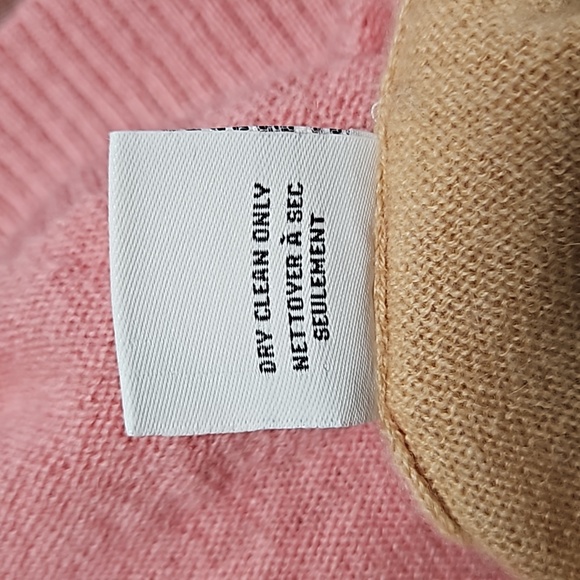 DRY CLEAN ONLY
NETTOYER À SEC
SEULEMENT